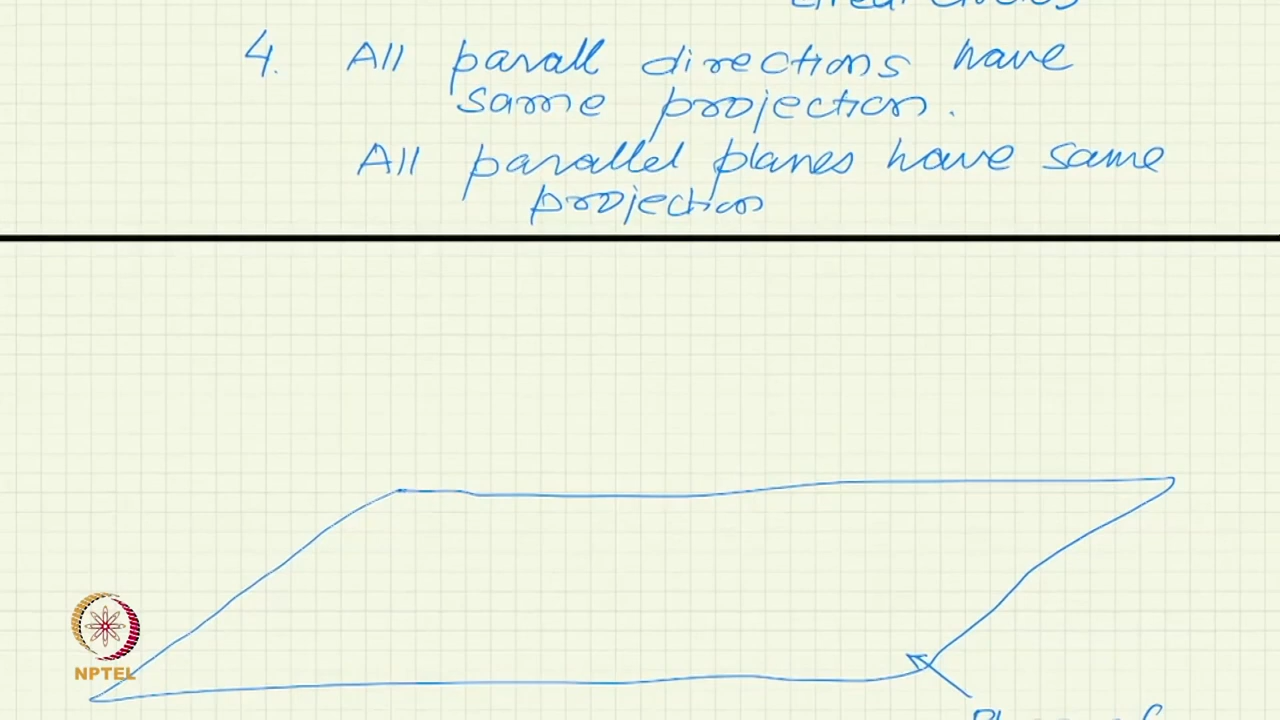 4. All parall directions have
same projection.
All parallel planes have same
projection
NPTEL